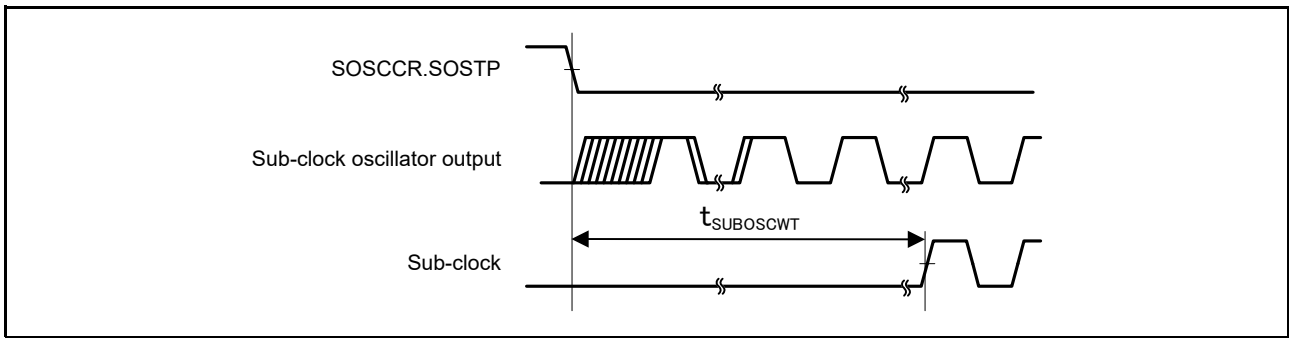 SOSCCR.SOSTP
Sub-clock oscillator output
tSUBOSCWT
Sub-clock